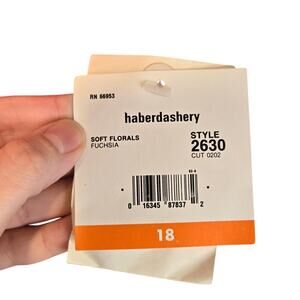 RN 66953
haberdashery
SOFT FLORALS
FUCHSIA
STYLE
2630
CUT 0202
0 16345 87837 2
18